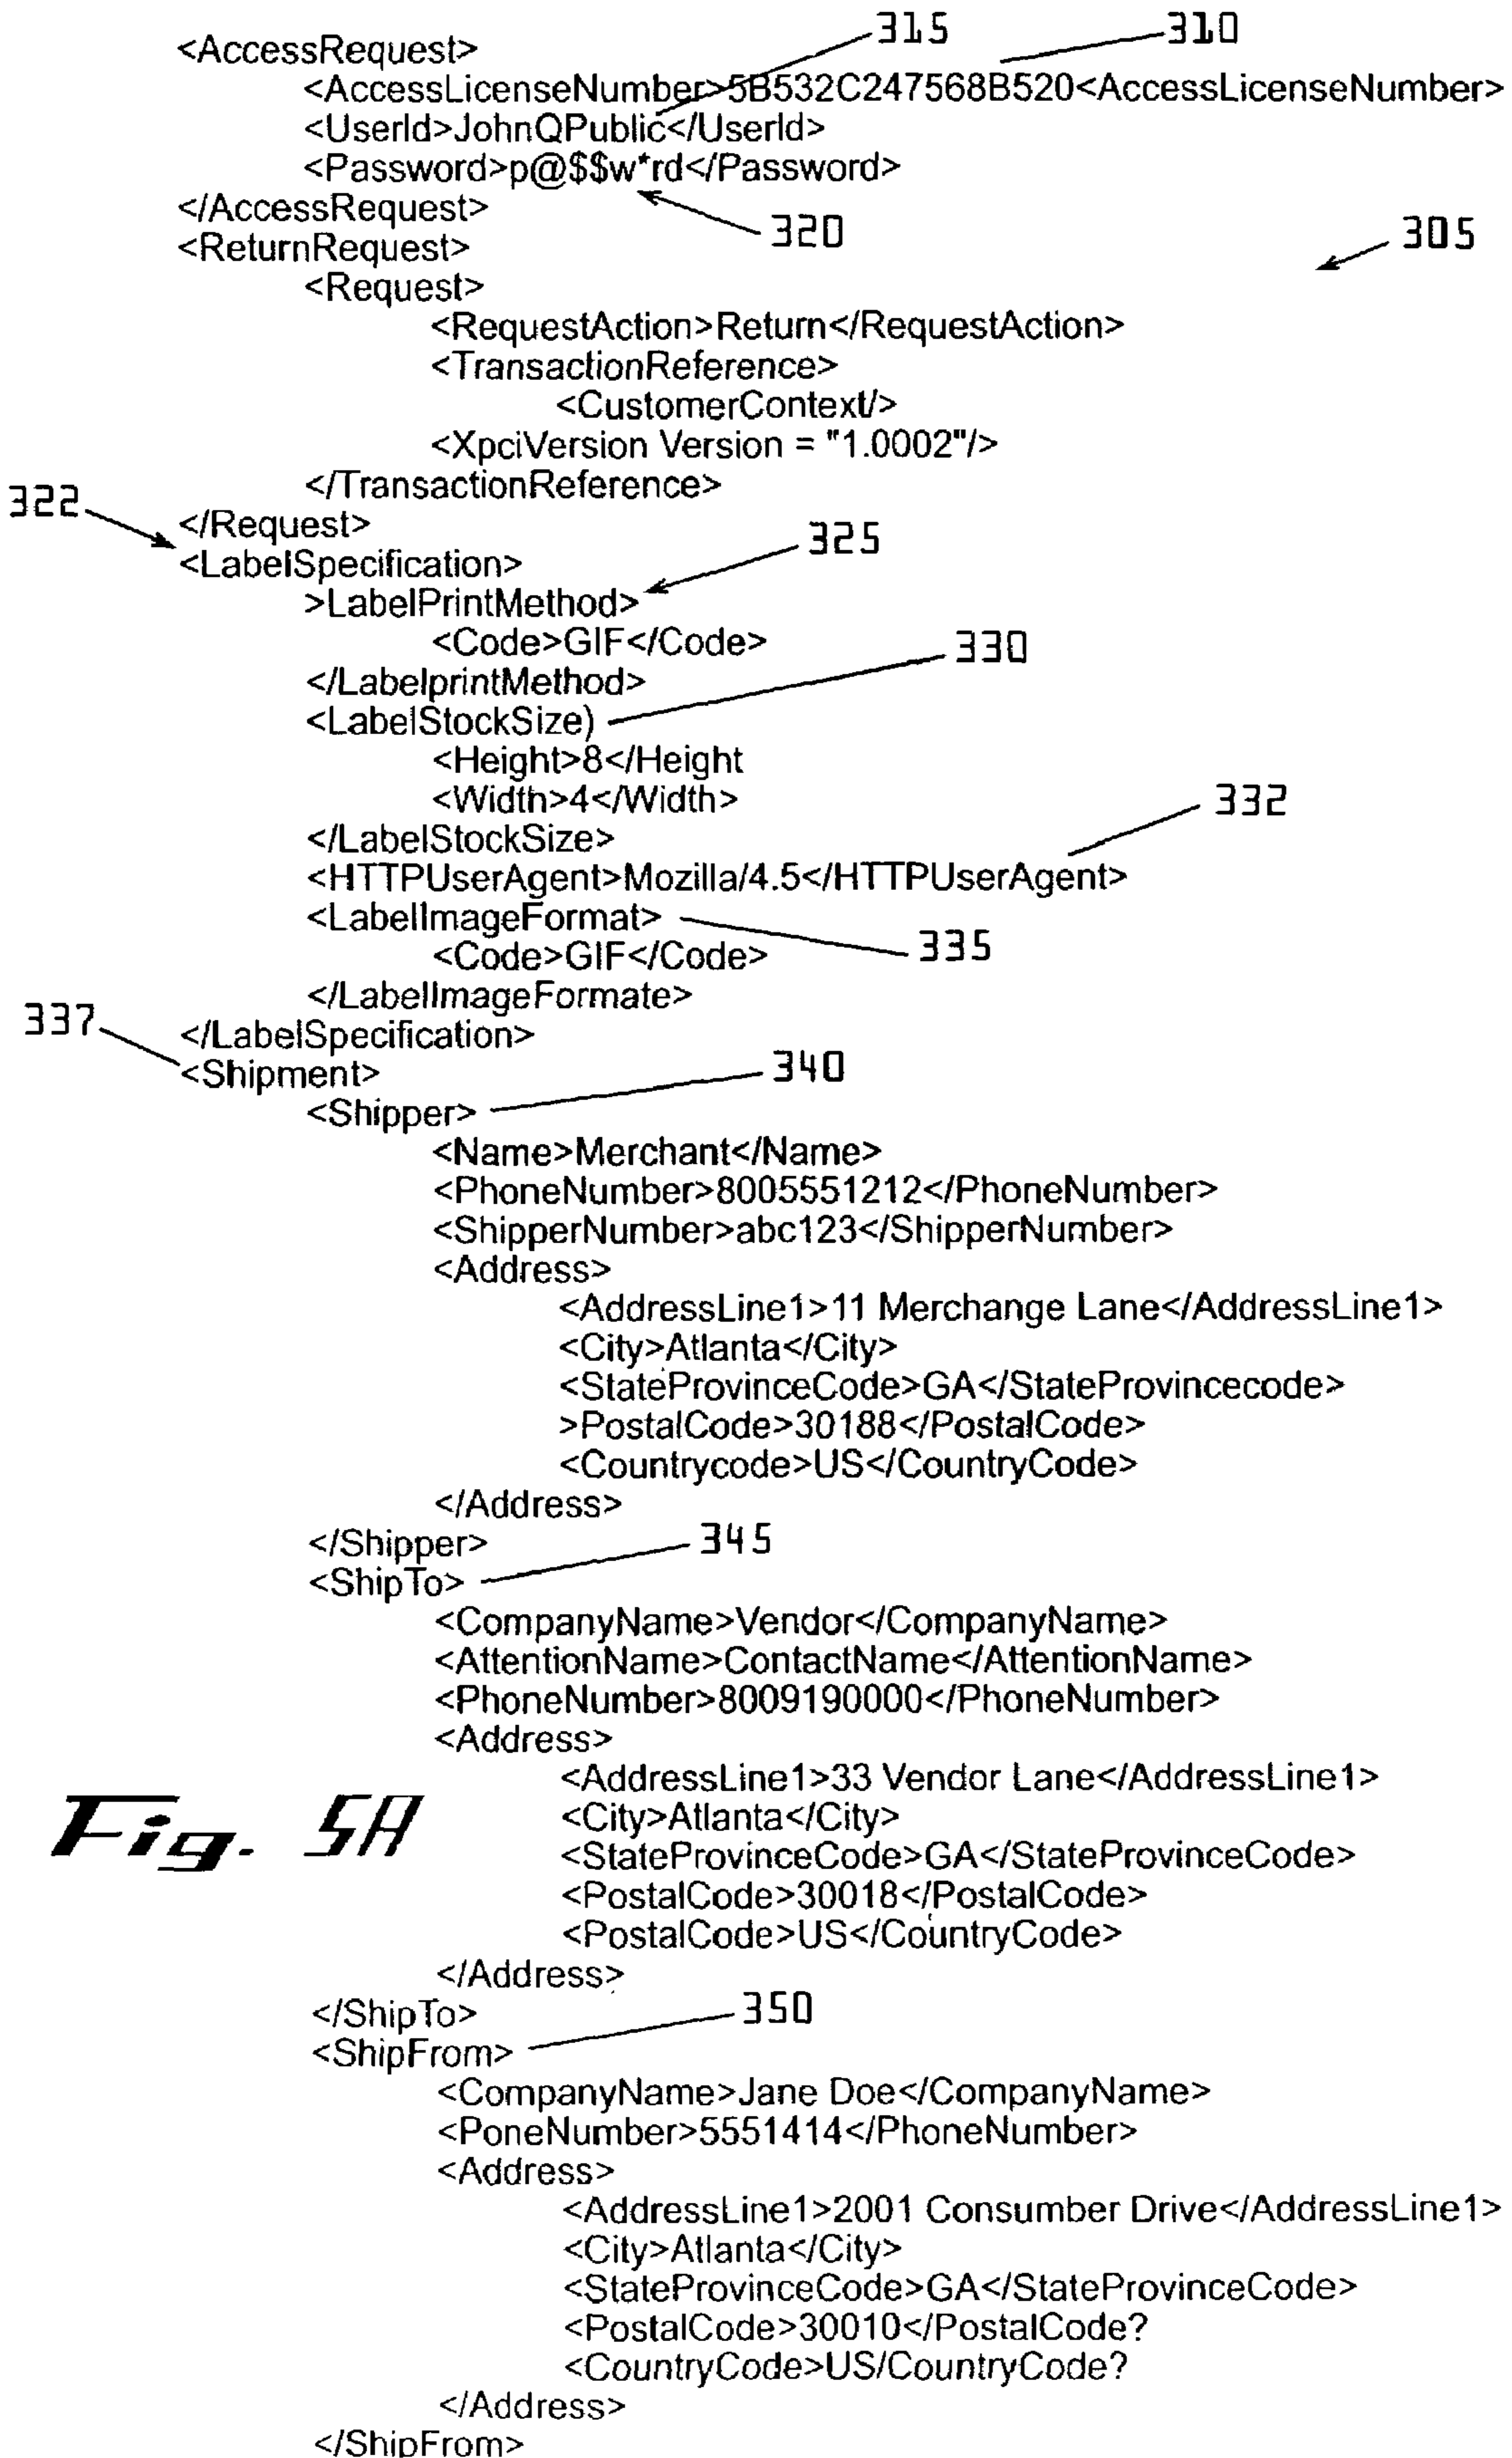 315 310
<AccessRequest>
<AccessLicenseNumber>5B532C247568B520<AccessLicenseNumber>
<UserId>JohnQPublic</UserId>
<Password>p@$$w*rd</Password>
</AccessRequest>
320
305
<ReturnRequest>
<Request>
<RequestAction>Return</RequestAction>
<TransactionReference>
<CustomerContext/>
<XpciVersion Version = "1.0002"/>
</TransactionReference>
322
</Request>
325
<LabelSpecification>
>LabelPrintMethod>
<Code>GIF</Code>
330
</LabelprintMethod>
<LabelStockSize)
<Height>8</Height
<Width>4</Width>
332
</LabelStockSize>
<HTTPUserAgent>Mozilla/4.5</HTTPUserAgent>
<LabelImageFormat>
335
<Code>GIF</Code>
</LabelImageFormate>
337
</LabelSpecification>
<Shipment>
340
<Shipper>
<Name>Merchant</Name>
<PhoneNumber>8005551212</PhoneNumber>
<ShipperNumber>abc123</ShipperNumber>
<Address>
<AddressLine1>11 Merchange Lane</AddressLine1>
<City>Atlanta</City>
<StateProvinceCode>GA</StateProvincecode>
>PostalCode>30188</PostalCode>
<Countrycode>US</CountryCode>
</Address>
</Shipper>
345
<ShipTo>
<CompanyName>Vendor</CompanyName>
<AttentionName>ContactName</AttentionName>
<PhoneNumber>8009190000</PhoneNumber>
<Address>
<AddressLine1>33 Vendor Lane</AddressLine1>
<City>Atlanta</City>
Fig. 5A
<StateProvinceCode>GA</StateProvinceCode>
<PostalCode>30018</PostalCode>
<PostalCode>US</CountryCode>
</Address>
</ShipTo>
350
<ShipFrom>
<CompanyName>Jane Doe</CompanyName>
<PoneNumber>5551414</PhoneNumber>
<Address>
<AddressLine1>2001 Consumber Drive</AddressLine1>
<City>Atlanta</City>
<StateProvinceCode>GA</StateProvinceCode>
<PostalCode>30010</PostalCode?
<CountryCode>US/CountryCode?
</Address>
</ShipFrom>